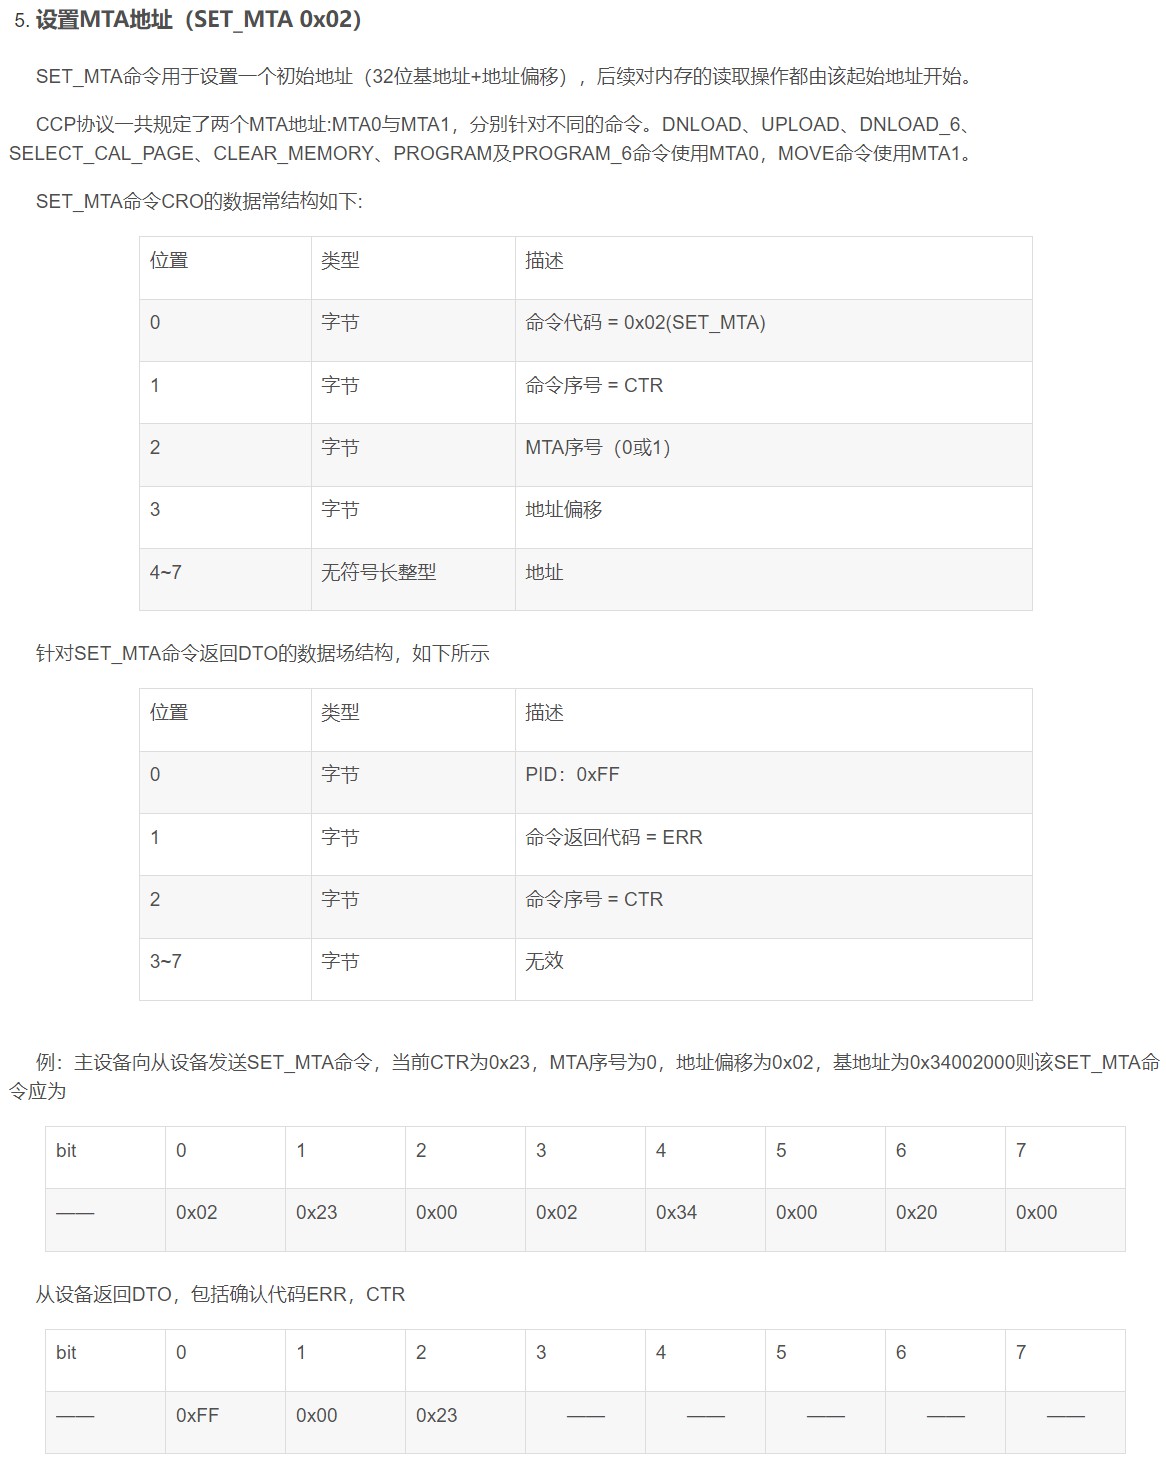 5. 设置MTA地址（SET_MTA 0x02）
SET_MTA命令用于设置一个初始地址（32位基地址+地址偏移），后续对内存的读取操作都由该起始地址开始。
CCP协议一共规定了两个MTA地址:MTA0与MTA1，分别针对不同的命令。DNLOAD、UPLOAD、DNLOAD_6、
SELECT_CAL_PAGE、CLEAR_MEMORY、PROGRAM及PROGRAM_6命令使用MTA0，MOVE命令使用MTA1。
SET_MTA命令CRO的数据常结构如下:
位置 类型 描述
0 字节 命令代码 = 0x02(SET_MTA)
1 字节 命令序号 = CTR
2 字节 MTA序号（0或1）
3 字节 地址偏移
4~7 无符号长整型 地址
针对SET_MTA命令返回DTO的数据场结构，如下所示
位置 类型 描述
0 字节 PID：0xFF
1 字节 命令返回代码 = ERR
2 字节 命令序号 = CTR
3~7 字节 无效
例：主设备向从设备发送SET_MTA命令，当前CTR为0x23，MTA序号为0，地址偏移为0x02，基地址为0x34002000则该SET_MTA命
令应为
bit 0 1 2 3 4 5 6 7
—— 0x02 0x23 0x00 0x02 0x34 0x00 0x20 0x00
从设备返回DTO，包括确认代码ERR，CTR
bit 0 1 2 3 4 5 6 7
—— 0xFF 0x00 0x23 —— —— —— —— ——